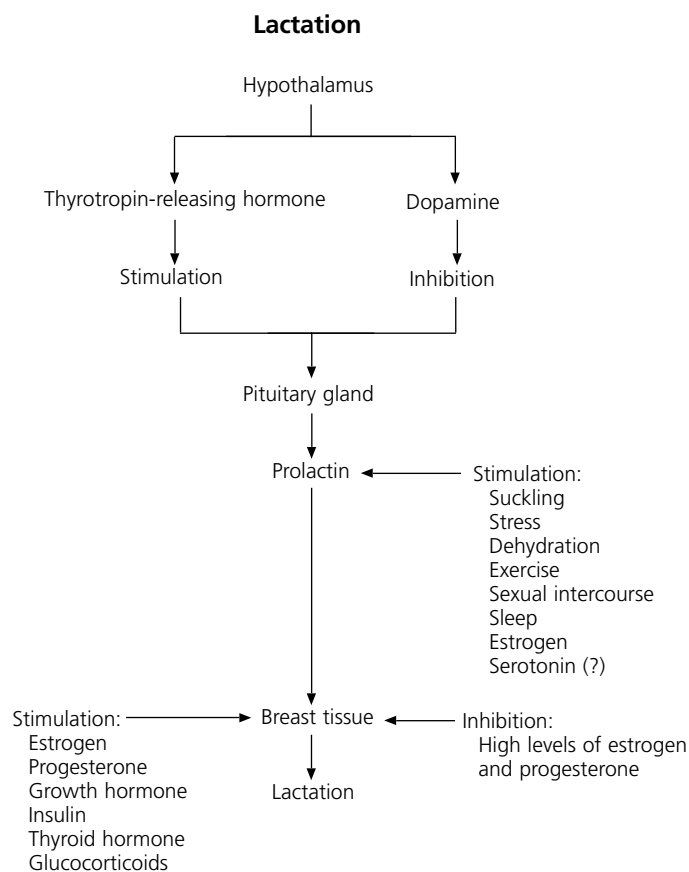 Lactation
Hypothalamus
Thyrotropin-releasing hormone
Dopamine
Stimulation
Inhibition
Pituitary gland
Prolactin
Stimulation:
Suckling
Stress
Dehydration
Exercise
Sexual intercourse
Sleep
Estrogen
Serotonin (?)
Stimulation:
Estrogen
Progesterone
Growth hormone
Insulin
Thyroid hormone
Glucocorticoids
Breast tissue
Inhibition:
High levels of estrogen
and progesterone
Lactation